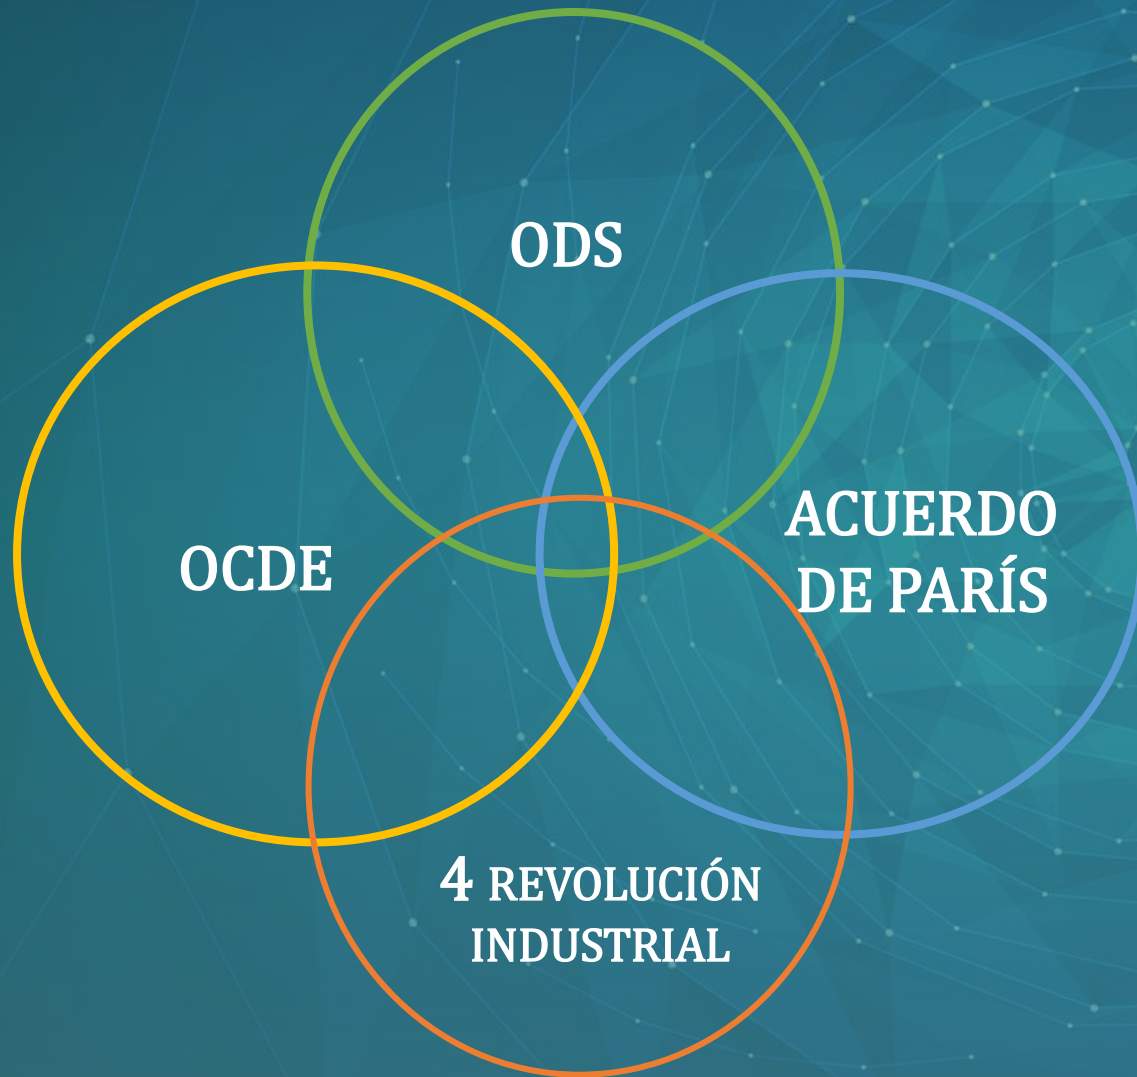 ODS
OCDE
ACUERDO
DE PARÍS
4 REVOLUCIÓN
INDUSTRIAL